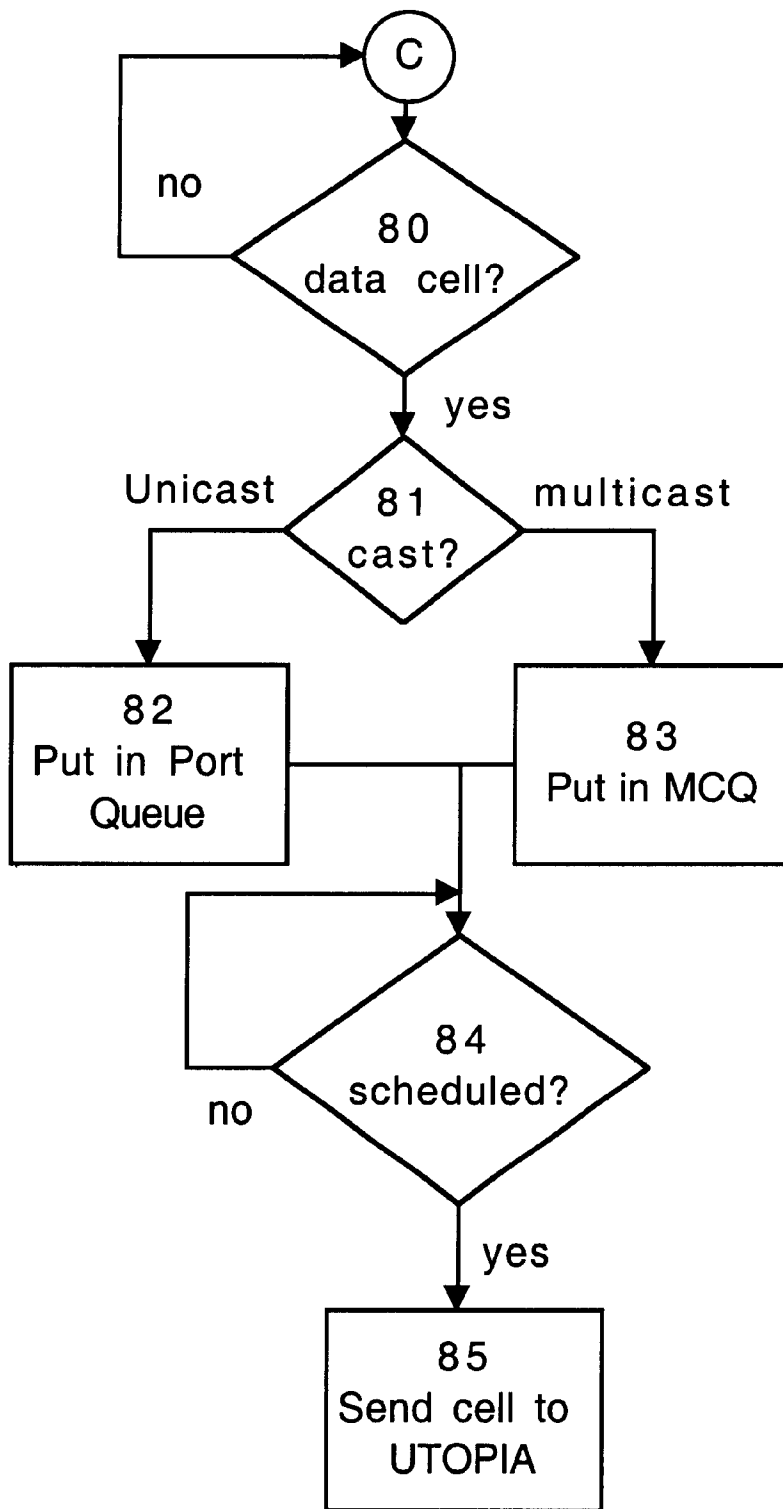 C
no
80
data cell?
yes
Unicast
81
cast?
multicast
82
Put in Port
Queue
83
Put in MCQ
84
scheduled?
no
yes
85
Send cell to
UTOPIA